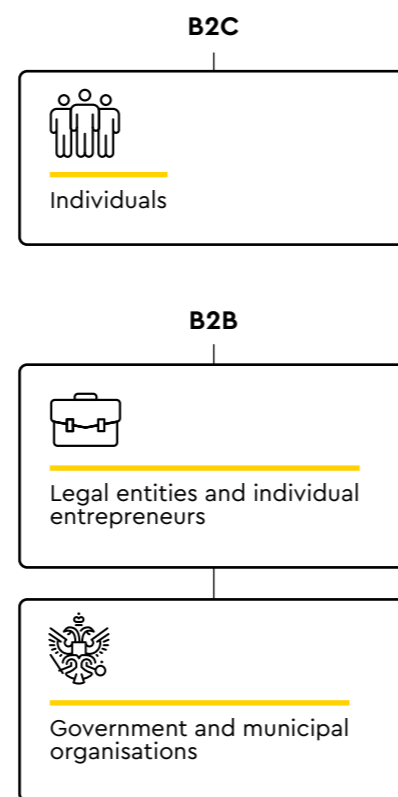 B2C
Individuals
B2B
Legal entities and individual
entrepreneurs
Government and municipal
organisations